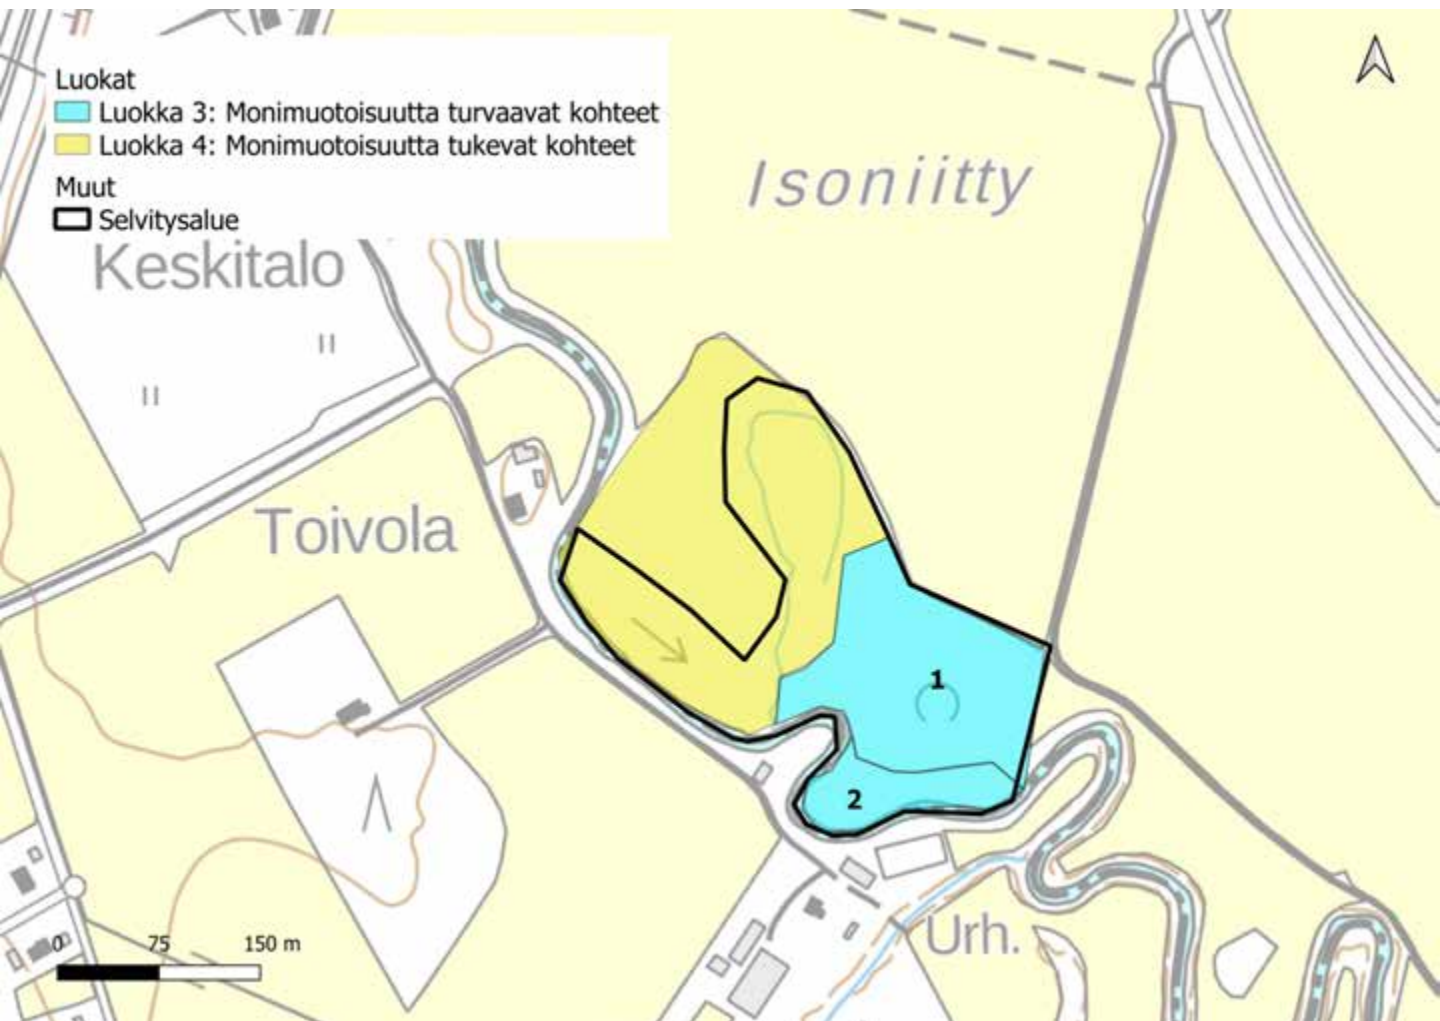 Luokat
Luokka 3: Monimuotoisuutta turvaavat kohteet
Luokka 4: Monimuotoisuutta tukevat kohteet
Muut
Selvitysalue
Isoniitty
Keskitalo
Toivola
1
2
Urh.
0 75 150 m